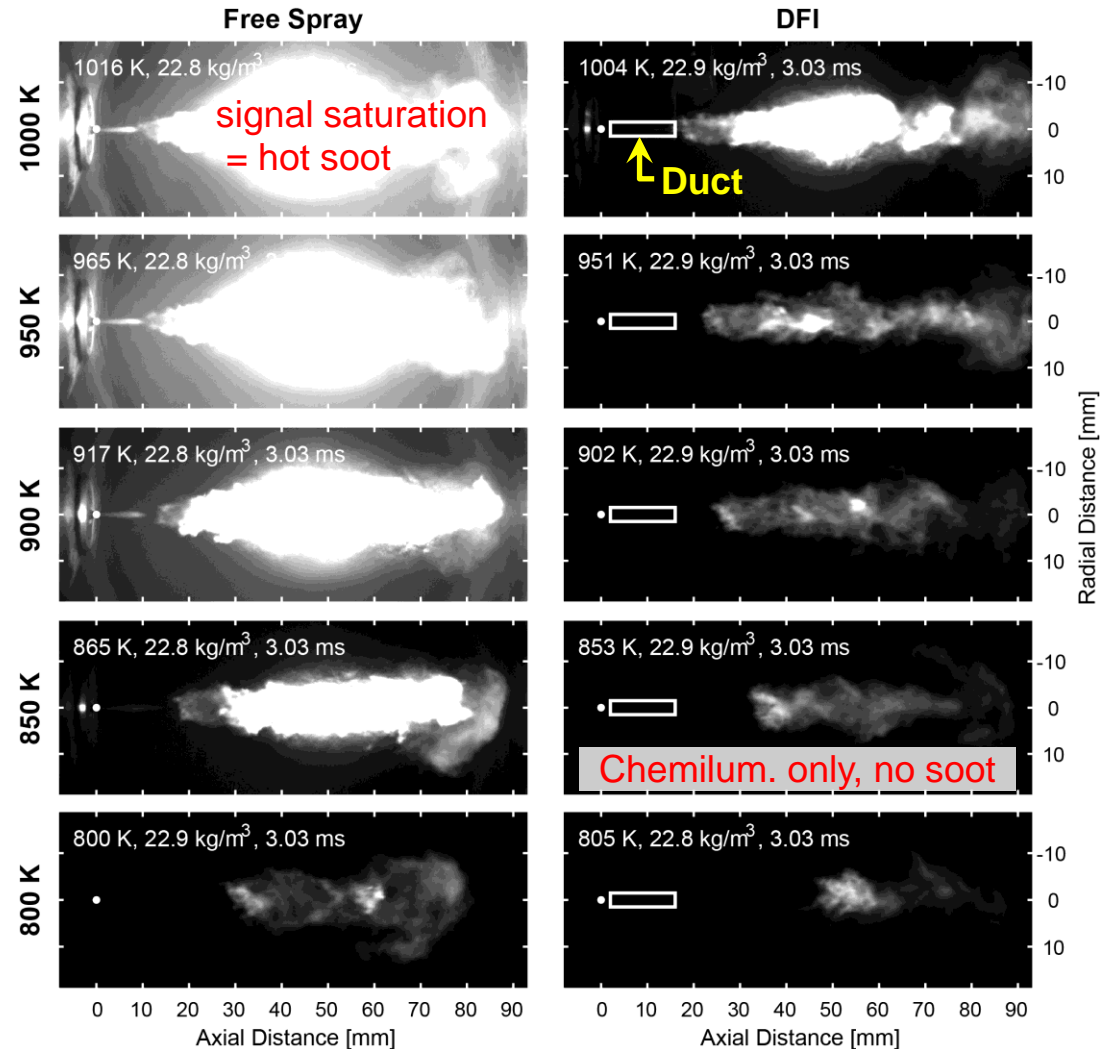 Free Spray
DFI
1000 K
1016 K, 22.8 kg/m³, ms
signal saturation
= hot soot
1004 K, 22.9 kg/m³, 3.03 ms
Duct
-10
0
10
950 K
965 K, 22.8 kg/m³,
951 K, 22.9 kg/m³, 3.03 ms
-10
0
10
900 K
917 K, 22.8 kg/m³, 3.03 ms
902 K, 22.9 kg/m³, 3.03 ms
-10
0
10
Radial Distance [mm]
850 K
865 K, 22.8 kg/m³, 3.03 ms
853 K, 22.9 kg/m³, 3.03 ms
Chemilum. only, no soot
-10
0
10
800 K
800 K, 22.9 kg/m³, 3.03 ms
805 K, 22.8 kg/m³, 3.03 ms
-10
0
10
0 10 20 30 40 50 60 70 80 90
Axial Distance [mm]
0 10 20 30 40 50 60 70 80 90
Axial Distance [mm]